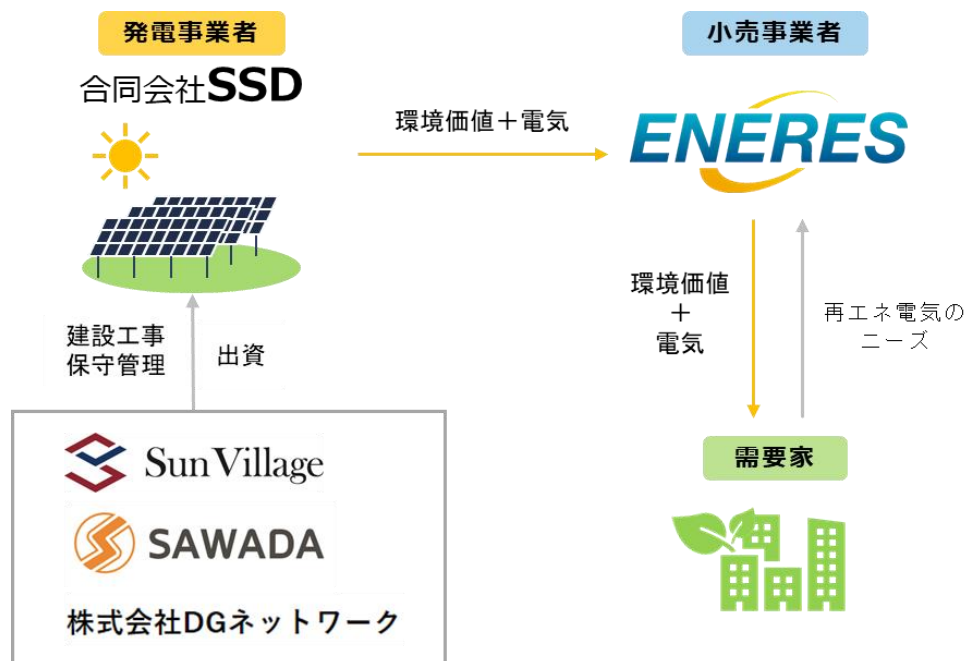 発電事業者
合同会社SSD
小売事業者
環境価値＋電気
ENERES
環境価値
＋
電気
再エネ電気の
ニーズ
建設工事
保守管理
出資
Sun Village
SAWADA
株式会社DGネットワーク
需要家